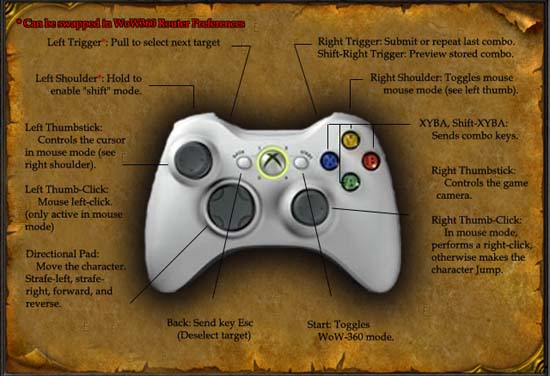 * Can be swapped in WoW360 Router Preferences
Left Trigger*: Pull to select next target
Right Trigger: Submit or repeat last combo.
Shift-Right Trigger: Preview stored combo.
Left Shoulder*: Hold to
enable "shift" mode.
Right Shoulder: Toggles mouse
mouse mode (see left thumb).
Left Thumbstick:
Controls the cursor
in mouse mode (see
right shoulder).
XYBA, Shift-XYBA:
Sends combo keys.
Left Thumb-Click:
Mouse left-click.
(only active in mouse
mode)
Right Thumbstick:
Controls the game
camera.
Right Thumb-Click:
In mouse mode,
performs a right-click,
otherwise makes the
character Jump.
Directional Pad:
Move the character.
Strafe-left, strafe-
right, forward, and
reverse.
Back: Send key Esc
(Deselect target)
Start: Toggles
WoW-360 mode.
BACK
START
Y
X
B
A